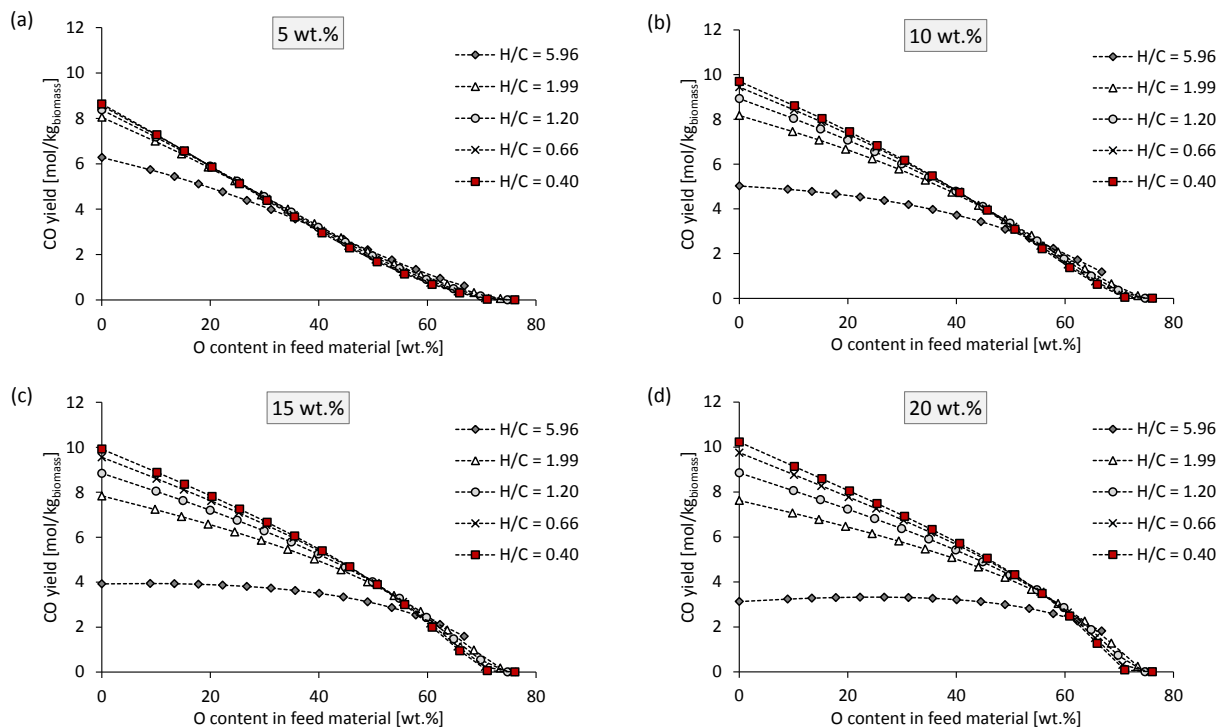 (a)
5 wt.%
CO yield [mol/kgbiomass]
12
10
8
6
4
2
0
0 20 40 60 80
O content in feed material [wt.%]
H/C = 5.96
H/C = 1.99
H/C = 1.20
H/C = 0.66
H/C = 0.40
(b)
10 wt.%
CO yield [mol/kgbiomass]
12
10
8
6
4
2
0
0 20 40 60 80
O content in feed material [wt.%]
H/C = 5.96
H/C = 1.99
H/C = 1.20
H/C = 0.66
H/C = 0.40
(c)
15 wt.%
CO yield [mol/kgbiomass]
12
10
8
6
4
2
0
0 20 40 60 80
O content in feed material [wt.%]
H/C = 5.96
H/C = 1.99
H/C = 1.20
H/C = 0.66
H/C = 0.40
(d)
20 wt.%
CO yield [mol/kgbiomass]
12
10
8
6
4
2
0
0 20 40 60 80
O content in feed material [wt.%]
H/C = 5.96
H/C = 1.99
H/C = 1.20
H/C = 0.66
H/C = 0.40